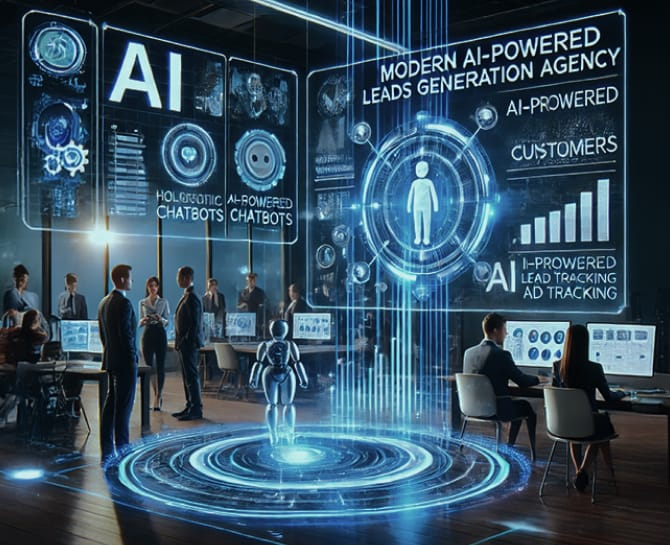 AI
CHATBOTS
AI-POWERED
CHATBOTS
MODERN AI-POWERED
LEADS GENERATION AGENCY
AI-PROWERED
CUSTOMERS
AI
II-PROWERED
LEAD TRACKING
AD TRACKING